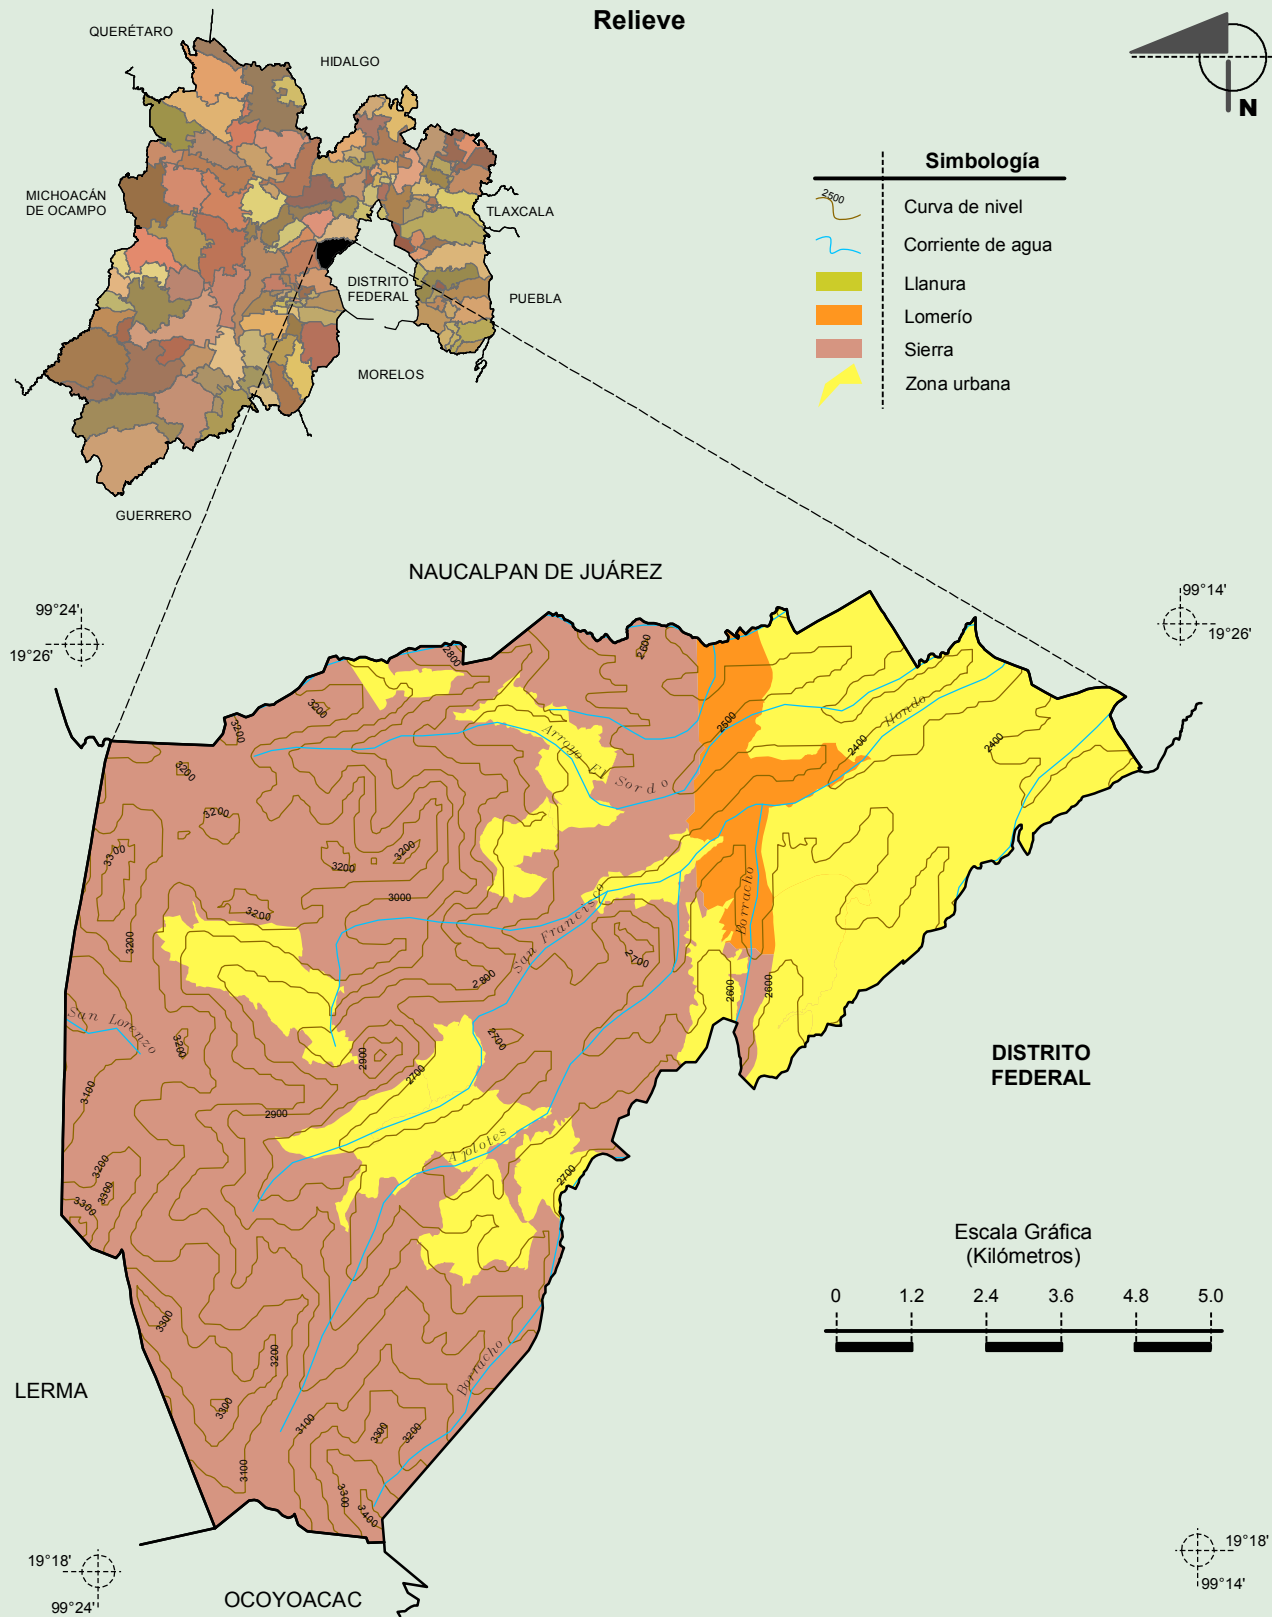 Relieve
QUERÉTARO
HIDALGO
MICHOACÁN
DE OCAMPO
TLAXCALA
DISTRITO
FEDERAL
PUEBLA
MORELOS
GUERRERO
N
Simbología
2500
Curva de nivel
Corriente de agua
Llanura
Lomerío
Sierra
Zona urbana
NAUCALPAN DE JUÁREZ
99°24'
19°26'
99°14'
19°26'
2800
2600
3200
3200
2500
Hondo
2400
2400
Arroyo El
Sordo
3200
3200
3300
3200
3200
3000
3200
3200
San Francisco
Borracho
2700
2800
2600
2600
San Lorenzo
3200
2900
2700
2700
3100
2900
Ajolotes
2700
3200
3300
3300
DISTRITO
FEDERAL
Escala Gráfica
(Kilómetros)
0 1.2 2.4 3.6 4.8 5.0
3300
3200
Borracho
LERMA
3300
3100
3300
3200
3100
3300
3400
19°18'
99°24'
19°18'
99°14'
OCOYOACAC